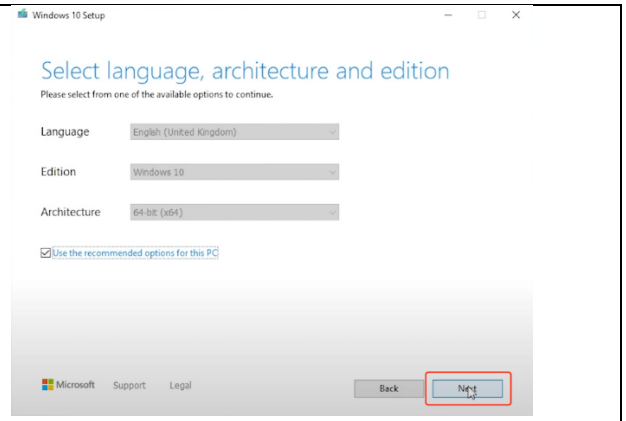 Windows 10 Setup
Select language, architecture and edition
Please select from one of the available options to continue.
Language English (United Kingdom)
Edition Windows 10
Architecture 64-bit (x64)
Use the recommended options for this PC
Microsoft Support Legal Back Next